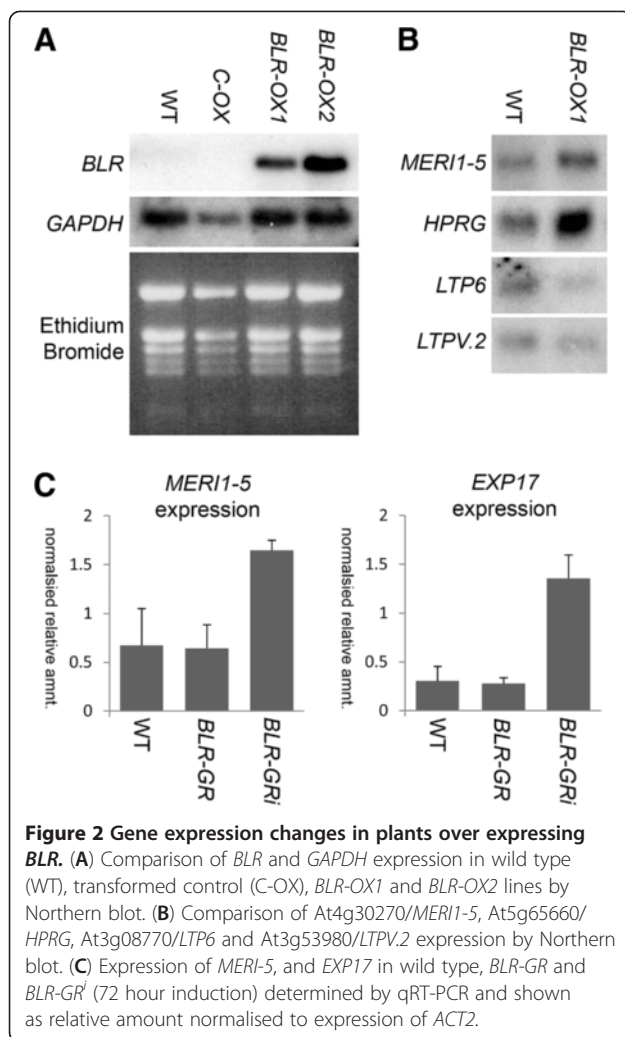 A
WT
C-OX
BLR-OX1
BLR-OX2
BLR
GAPDH
Ethidium
Bromide
B
WT
BLR-OX1
MERI1-5
HPRG
LTP6
LTPV.2
C
MERI1-5
expression
normalsied relative amnt.
2
1.5
1
0.5
0
WT
BLR-GR
BLR-GRi
EXP17
expression
normalsied relative amnt.
2
1.5
1
0.5
0
WT
BLR-GR
BLR-GRi
Figure 2 Gene expression changes in plants over expressing
BLR. (A) Comparison of BLR and GAPDH expression in wild type
(WT), transformed control (C-OX), BLR-OX1 and BLR-OX2 lines by
Northern blot. (B) Comparison of At4g30270/MERI1-5, At5g65660/
HPRG, At3g08770/LTP6 and At3g53980/LTPV.2 expression by Northern
blot. (C) Expression of MERI-5, and EXP17 in wild type, BLR-GR and
BLR-GRⁱ (72 hour induction) determined by qRT-PCR and shown
as relative amount normalised to expression of ACT2.